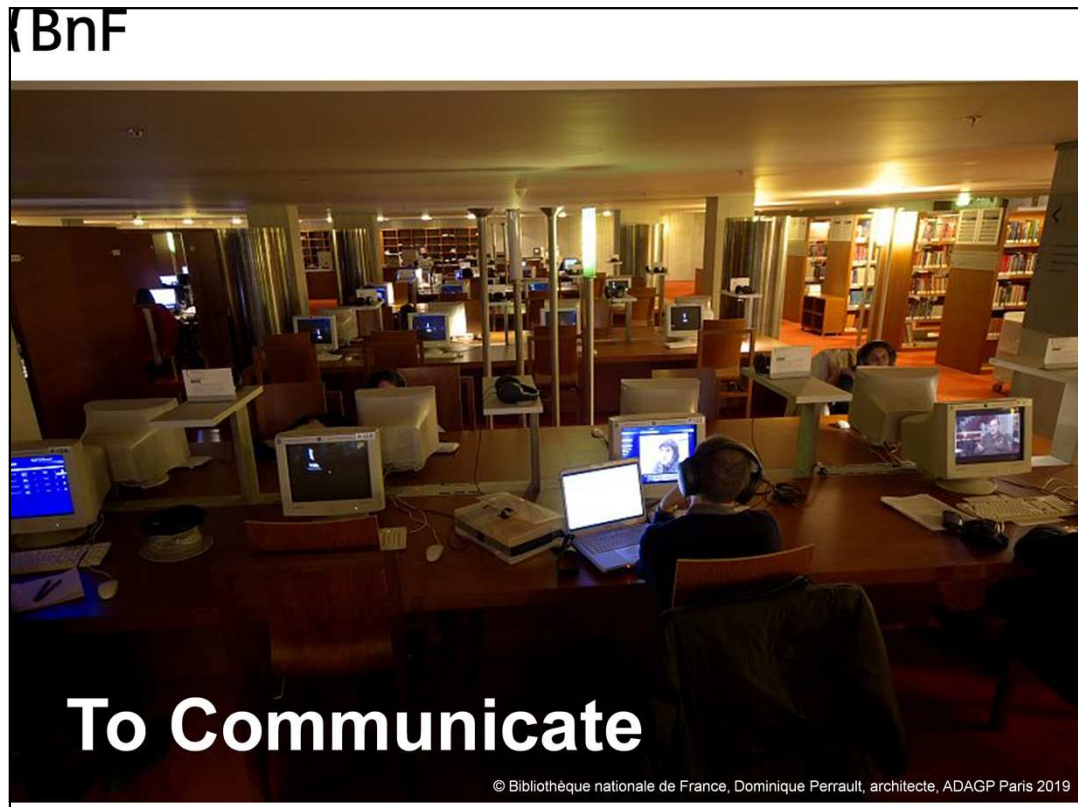 BnF
To Communicate
© Bibliothèque nationale de France, Dominique Perrault, architecte, ADAGP Paris 2019